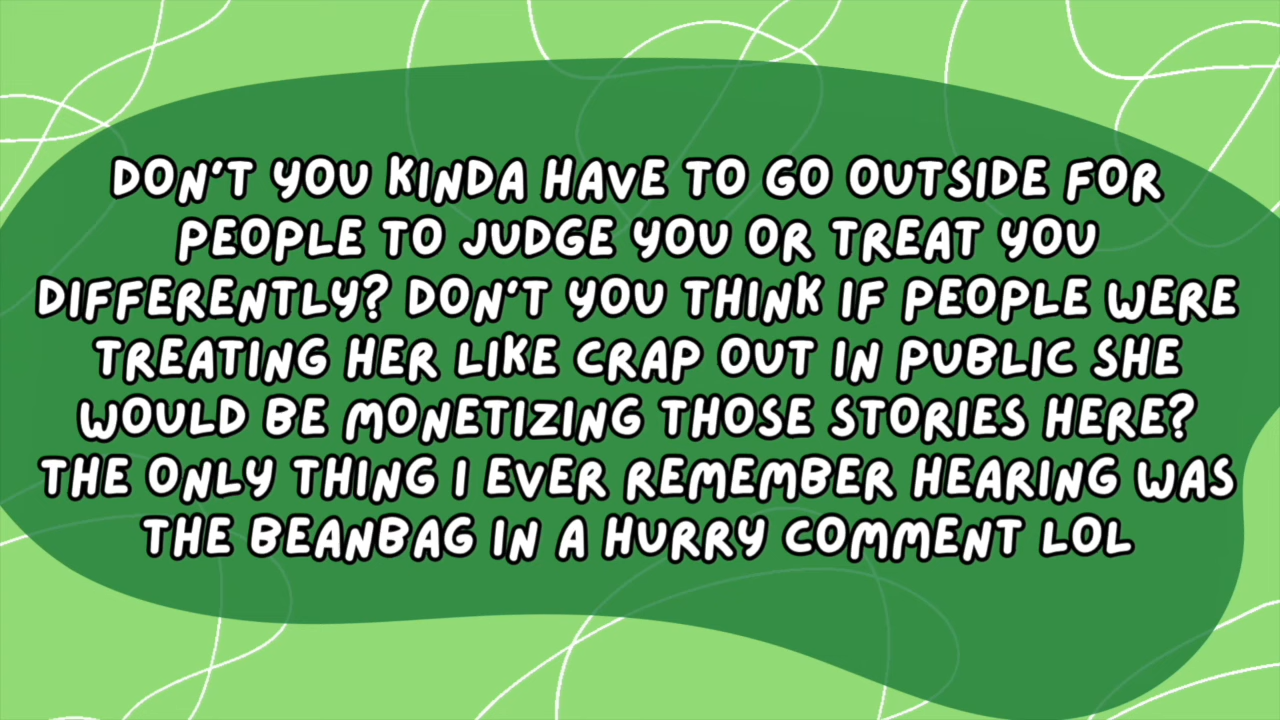 DON'T YOU KINDA HAVE TO GO OUTSIDE FOR
PEOPLE TO JUDGE YOU OR TREAT YOU
DIFFERENTLY? DON'T YOU THINK IF PEOPLE WERE
TREATING HER LIKE CRAP OUT IN PUBLIC SHE
WOULD BE MONETIZING THOSE STORIES HERE?
THE ONLY THING I EVER REMEMBER HEARING WAS
THE BEANBAG IN A HURRY COMMENT LOL